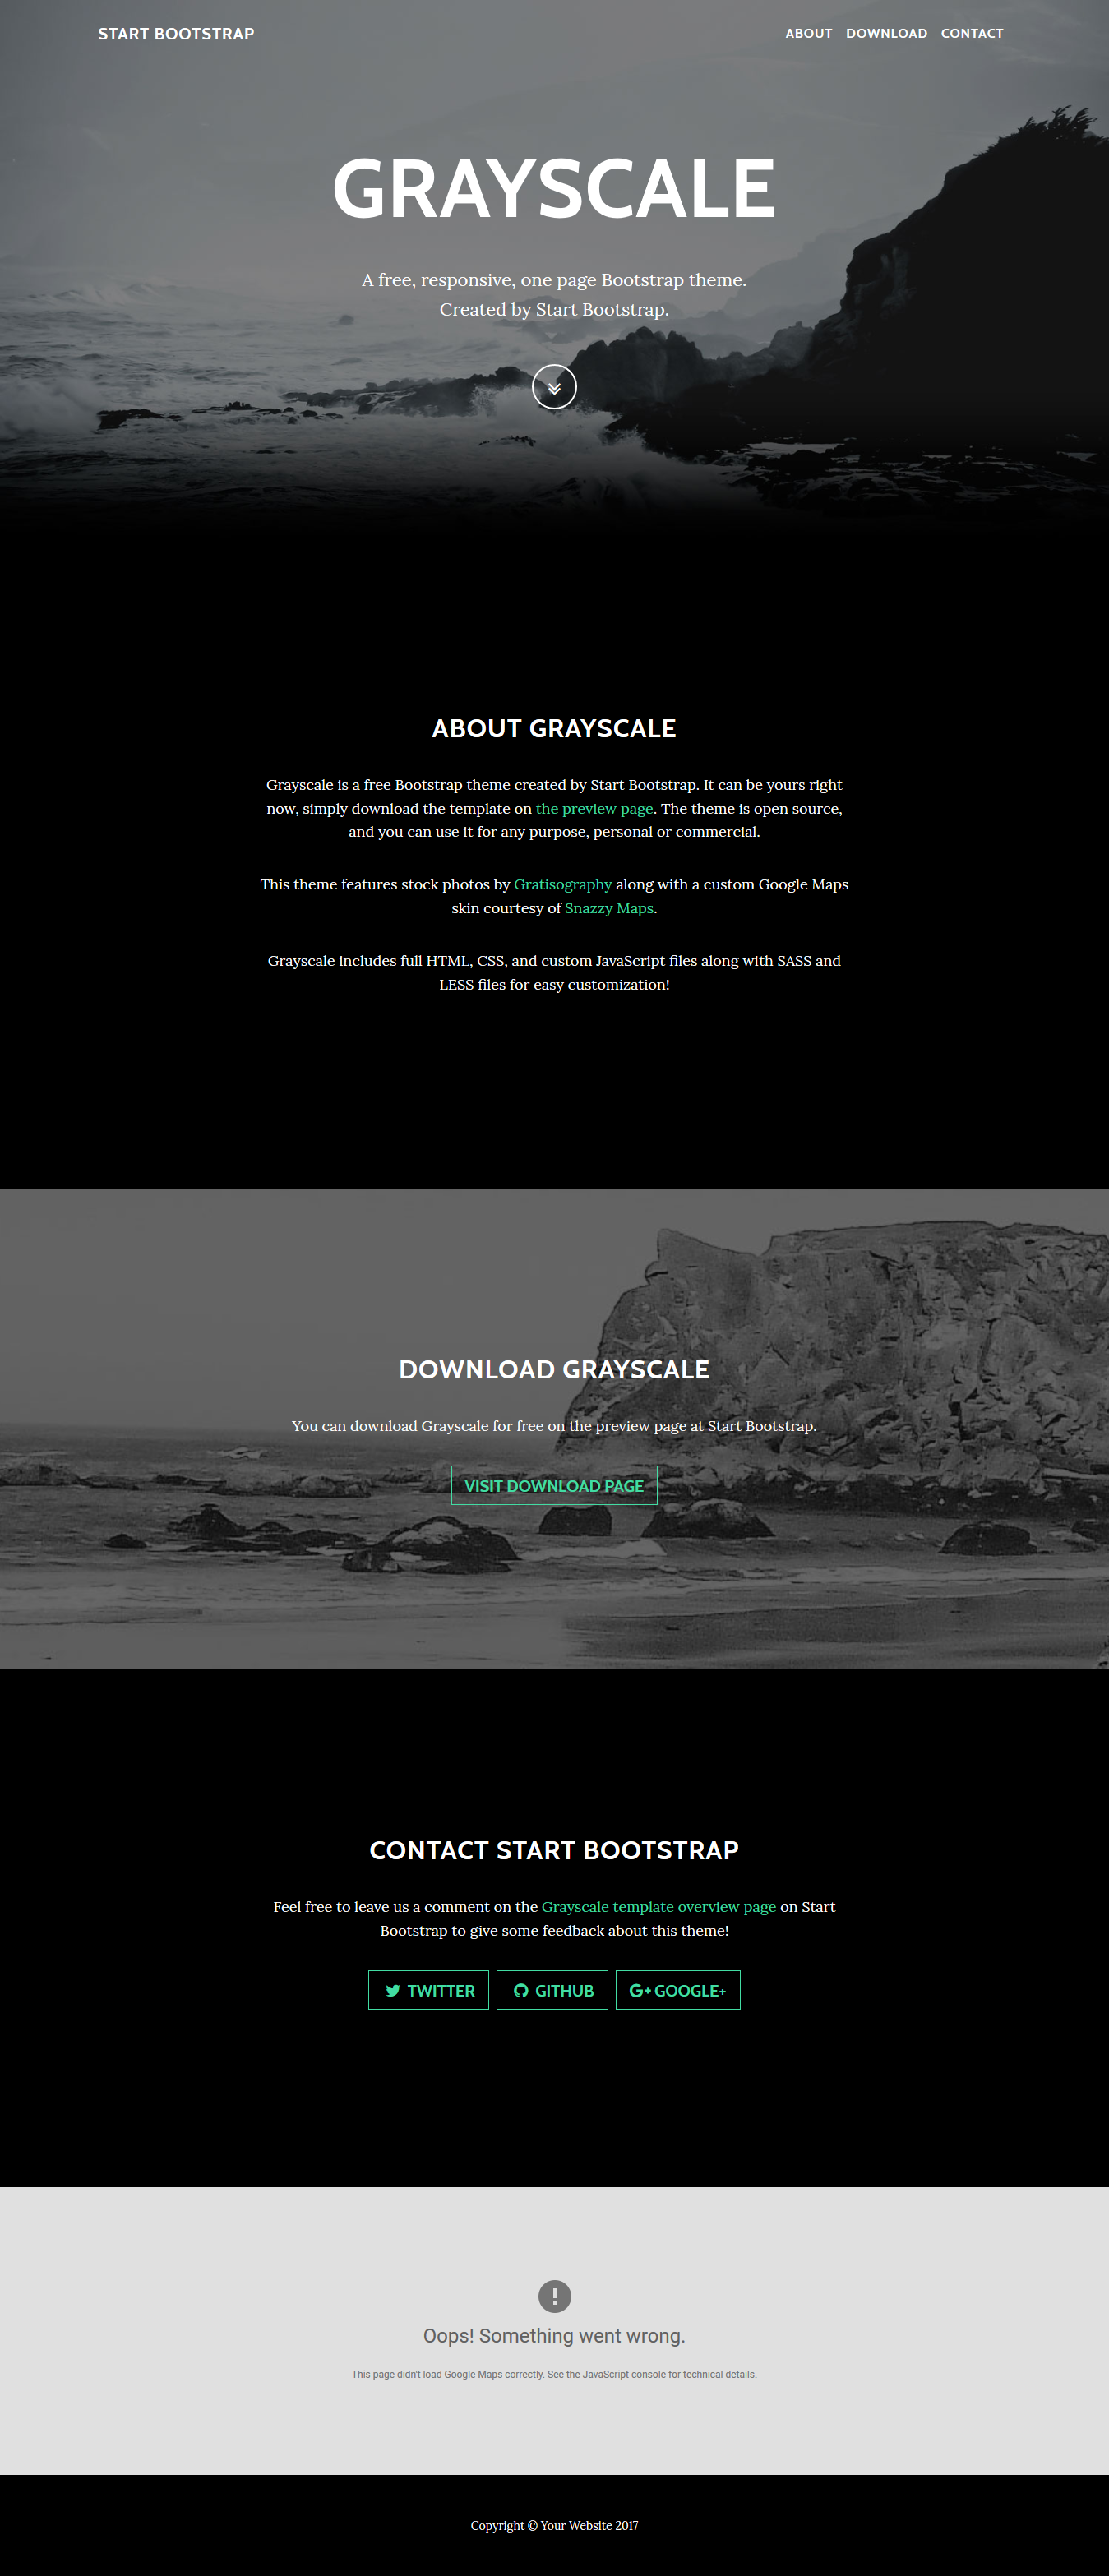 START BOOTSTRAP
ABOUT DOWNLOAD CONTACT
GRAYSCALE
A free, responsive, one page Bootstrap theme.
Created by Start Bootstrap.
ABOUT GRAYSCALE
Grayscale is a free Bootstrap theme created by Start Bootstrap. It can be yours right
now, simply download the template on the preview page. The theme is open source,
and you can use it for any purpose, personal or commercial.
This theme features stock photos by Gratisography along with a custom Google Maps
skin courtesy of Snazzy Maps.
Grayscale includes full HTML, CSS, and custom JavaScript files along with SASS and
LESS files for easy customization!
DOWNLOAD GRAYSCALE
You can download Grayscale for free on the preview page at Start Bootstrap.
VISIT DOWNLOAD PAGE
CONTACT START BOOTSTRAP
Feel free to leave us a comment on the Grayscale template overview page on Start
Bootstrap to give some feedback about this theme!
TWITTER GITHUB G+ GOOGLE+
Oops! Something went wrong.
This page didn't load Google Maps correctly. See the JavaScript console for technical details.
Copyright © Your Website 2017